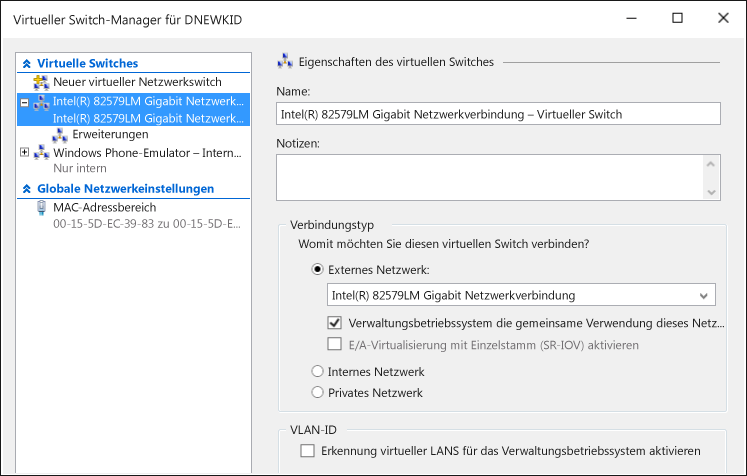 Virtueller Switch-Manager für DNEWKID
Virtuelle Switches
Neuer virtueller Netzwerkswitch
Intel(R) 82579LM Gigabit Netzwerk...
Intel(R) 82579LM Gigabit Netzwerk...
Erweiterungen
Windows Phone-Emulator – Intern...
Nur intern
Globale Netzwerkeinstellungen
MAC-Adressbereich
00-15-5D-EC-39-83 zu 00-15-5D-E...
Eigenschaften des virtuellen Switches
Name:
Intel(R) 82579LM Gigabit Netzwerkverbindung – Virtueller Switch
Notizen:
Verbindungstyp
Womit möchten Sie diesen virtuellen Switch verbinden?
Externes Netzwerk:
Intel(R) 82579LM Gigabit Netzwerkverbindung
Verwaltungsbetriebssystem die gemeinsame Verwendung dieses Netz...
E/A-Virtualisierung mit Einzelstamm (SR-IOV) aktivieren
Internes Netzwerk
Privates Netzwerk
VLAN-ID
Erkennung virtueller LANS für das Verwaltungsbetriebssystem aktivieren